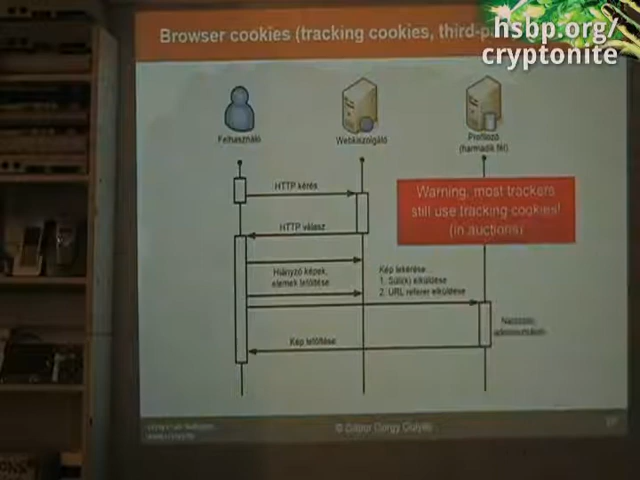 hsbp.org/
cryptonite
Browser cookies (tracking cookies, third-p
Felhasználó
Webkiszolgáló
Profilozó
(harmadik fél)
HTTP kérés
Warning, most trackers
still use tracking cookies!
(in auctions)
HTTP válasz
Hiányzó képek,
elemek letöltése
Kép lekérése
1. Süti(k) elküldése
2. URL referer elküldése
Kép letöltése
©